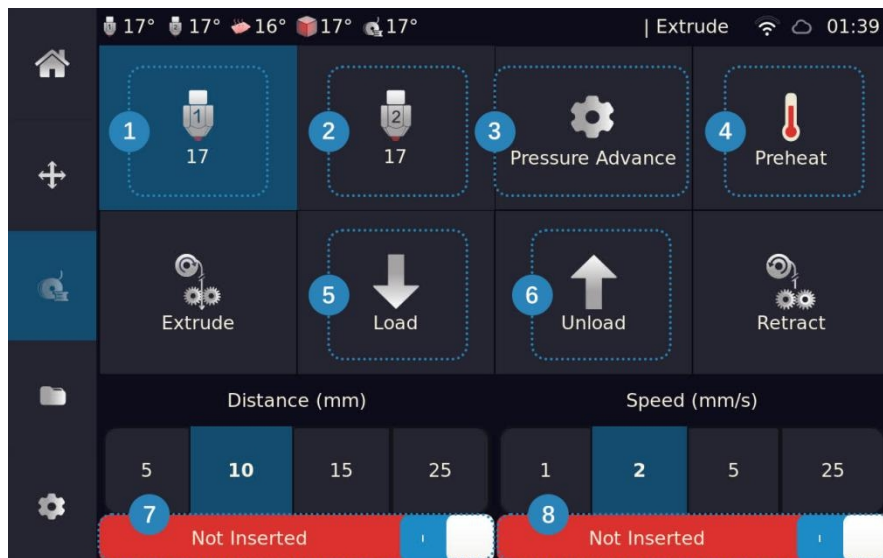 17° 17° 16° 17° 17° | Extrude 01:39
1 1 2 2 3 4
17 17 Pressure Advance Preheat
5 6
Extrude Load Unload Retract
Distance (mm) Speed (mm/s)
5 10 15 25 1 2 5 25
7 8
Not Inserted Not Inserted